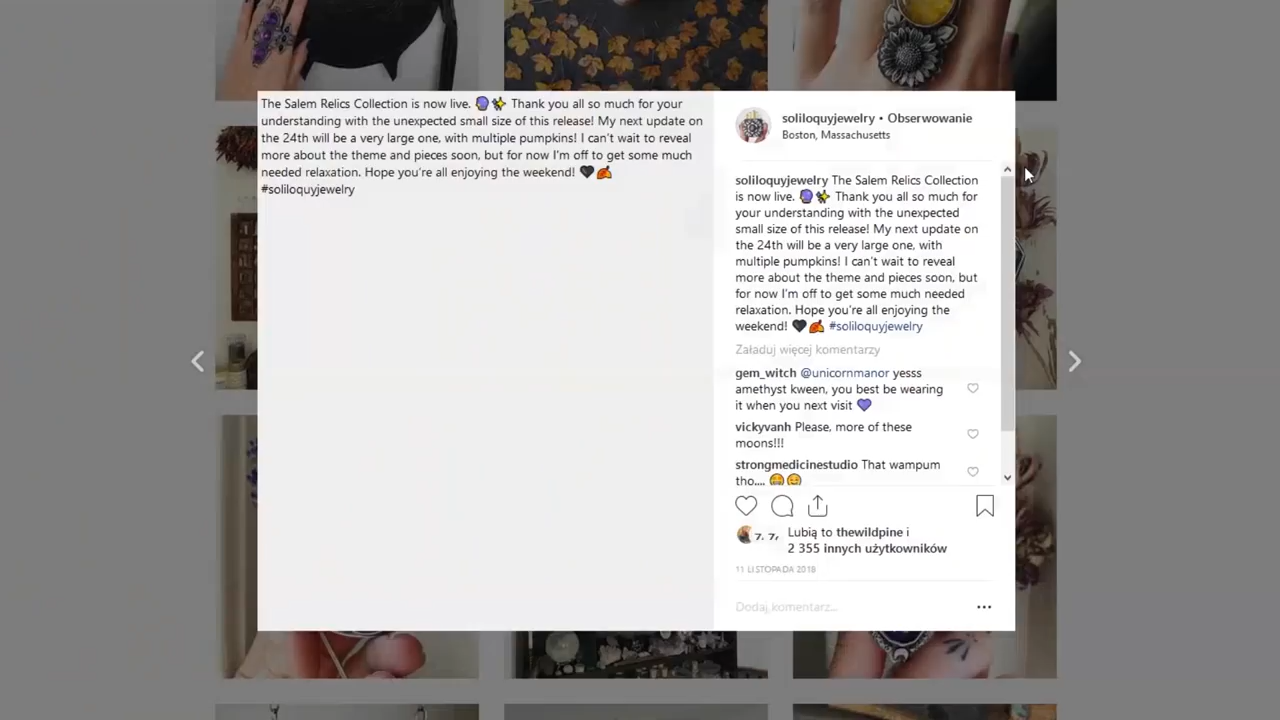 The Salem Relics Collection is now live. 🔮✨ Thank you all so much for your
understanding with the unexpected small size of this release! My next update on
the 24th will be a very large one, with multiple pumpkins! I can't wait to reveal
more about the theme and pieces soon, but for now I'm off to get some much
needed relaxation. Hope you're all enjoying the weekend! 🖤🍂
#soliloquyjewelry
soliloquyjewelry • Obserwowanie
Boston, Massachusetts
soliloquyjewelry The Salem Relics Collection
is now live. 🔮✨ Thank you all so much for
your understanding with the unexpected
small size of this release! My next update on
the 24th will be a very large one, with
multiple pumpkins! I can't wait to reveal
more about the theme and pieces soon, but
for now I'm off to get some much needed
relaxation. Hope you're all enjoying the
weekend! 🖤🍂 #soliloquyjewelry
Załaduj więcej komentarzy
gem_witch @unicornmanor yesss
amethyst kween, you best be wearing
it when you next visit 💜
vickyvanh Please, more of these
moons!!!
strongmedicinestudio That wampum
tho....
Lubią to thewildpine i
2 355 innych użytkowników
11 LISTOPADA 2018
Dodaj komentarz...